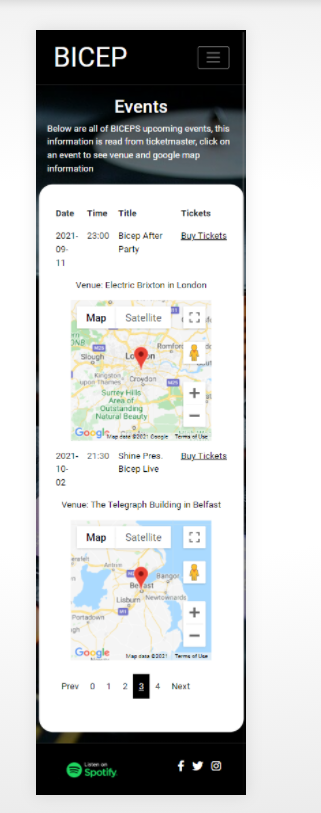 BICEP
Events
Below are all of BICEPS upcoming events, this
information is read from ticketmaster, click on
an event to see venue and google map
information
Date Time Title Tickets
2021- 23:00 Bicep After Buy Tickets
09- Party
11
Venue: Electric Brixton in London
Map Satellite
Slough London Romford
Kingston
upon Thames Croydon
Surrey Hills
Area of
Outstanding
Natural Beauty
Google Map data ©2021 Google Terms of Use
2021- 21:30 Shine Pres. Buy Tickets
10- Bicep Live
02
Venue: The Telegraph Building in Belfast
Map Satellite
Antrim
Bangor
Belfast
Lisburn Newtownards
Portadown
Google Map data ©2021 Terms of Use
Prev 0 1 2 3 4 Next
Listen on
Spotify